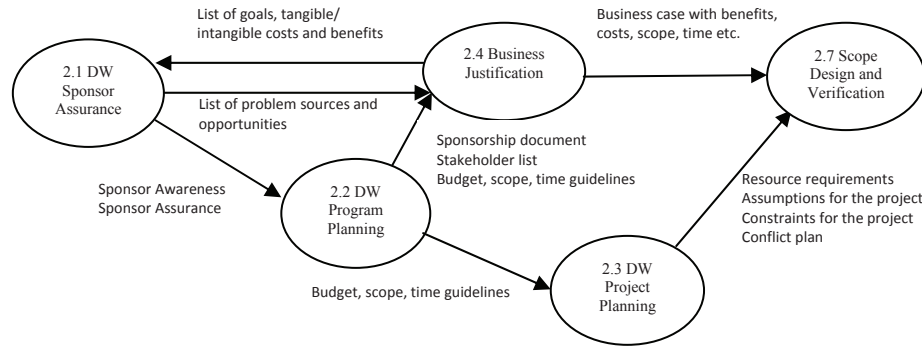 List of goals, tangible/
intangible costs and benefits
Business case with benefits,
costs, scope, time etc.
2.1 DW
Sponsor
Assurance
2.4 Business
Justification
2.7 Scope
Design and
Verification
List of problem sources and
opportunities
Sponsorship document
Stakeholder list
Budget, scope, time guidelines
Sponsor Awareness
Sponsor Assurance
2.2 DW
Program
Planning
Resource requirements
Assumptions for the project
Constraints for the project
Conflict plan
2.3 DW
Project
Planning
Budget, scope, time guidelines